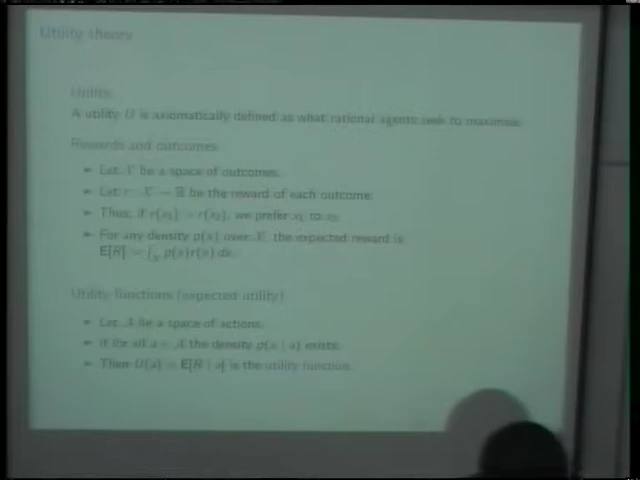 Utility theory
Utility
A utility U is axiomatically defined as what rational agents seek to maximise.
Rewards and outcomes
Let X be a space of outcomes.
Let r : X → ℝ be the reward of each outcome.
Thus, if r(x₁) > r(x₂), we prefer x₁ to x₂.
For any density p(x) over X, the expected reward is
E[R] = ∫_X p(x)r(x) dx.
Utility functions (expected utility)
Let A be a space of actions.
If for all a ∈ A the density p(x | a) exists,
Then U(a) = E[R | a] is the utility function.